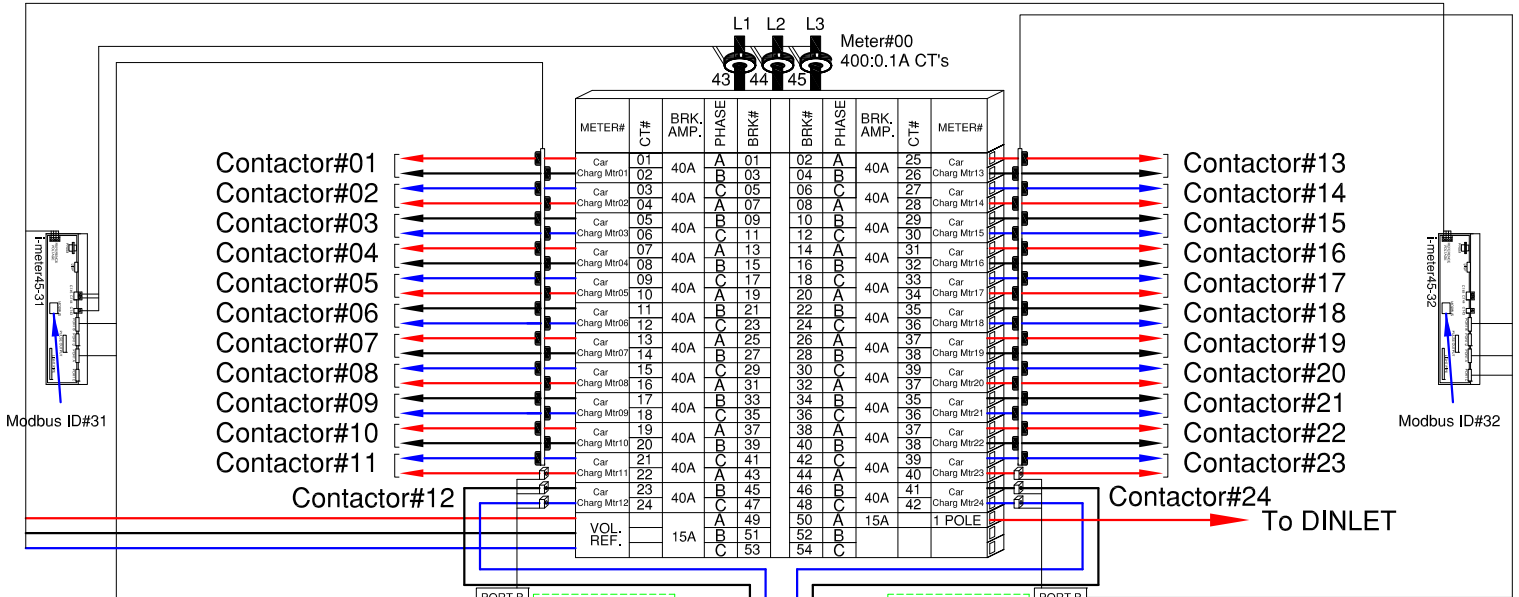 L1 L2 L3
Meter#00
400:0.1A CT's
43 44 45
METER# CT# BRK. AMP. PHASE BRK# BRK# PHASE BRK. AMP. CT# METER#
Contactor#01 Car Charg Mtr01 01 02 40A A B 01 03 02 04 A B 40A 25 26 Car Charg Mtr13 Contactor#13
Contactor#02 Car Charg Mtr02 03 04 40A C A 05 07 06 08 C A 40A 27 28 Car Charg Mtr14 Contactor#14
Contactor#03 Car Charg Mtr03 05 06 40A B C 09 11 10 12 B C 40A 29 30 Car Charg Mtr15 Contactor#15
Contactor#04 Car Charg Mtr04 07 08 40A A B 13 15 14 16 A B 40A 31 32 Car Charg Mtr16 Contactor#16
Contactor#05 Car Charg Mtr05 09 10 40A C A 17 19 18 20 C A 40A 33 34 Car Charg Mtr17 Contactor#17
Contactor#06 Car Charg Mtr06 11 12 40A B C 21 23 22 24 B C 40A 35 36 Car Charg Mtr18 Contactor#18
Contactor#07 Car Charg Mtr07 13 14 40A A B 25 27 26 28 A B 40A 37 38 Car Charg Mtr19 Contactor#19
Contactor#08 Car Charg Mtr08 15 16 40A C A 29 31 30 32 C A 40A 39 37 Car Charg Mtr20 Contactor#20
Contactor#09 Car Charg Mtr09 17 18 40A B C 33 35 34 36 B C 40A 35 36 Car Charg Mtr21 Contactor#21
Contactor#10 Car Charg Mtr10 19 20 40A A B 37 39 38 40 A B 40A 37 38 Car Charg Mtr22 Contactor#22
Contactor#11 Car Charg Mtr11 21 22 40A C A 41 43 42 44 C A 40A 39 40 Car Charg Mtr23 Contactor#23
Contactor#12 Car Charg Mtr12 23 24 40A B C 45 47 46 48 B C 40A 41 42 Car Charg Mtr24 Contactor#24
VOL. REF. 15A A B C 49 51 53 50 52 54 A B C 15A 1 POLE To DINLET
i-meter45-31
Modbus ID#31
i-meter45-32
Modbus ID#32
PORT B
PORT B